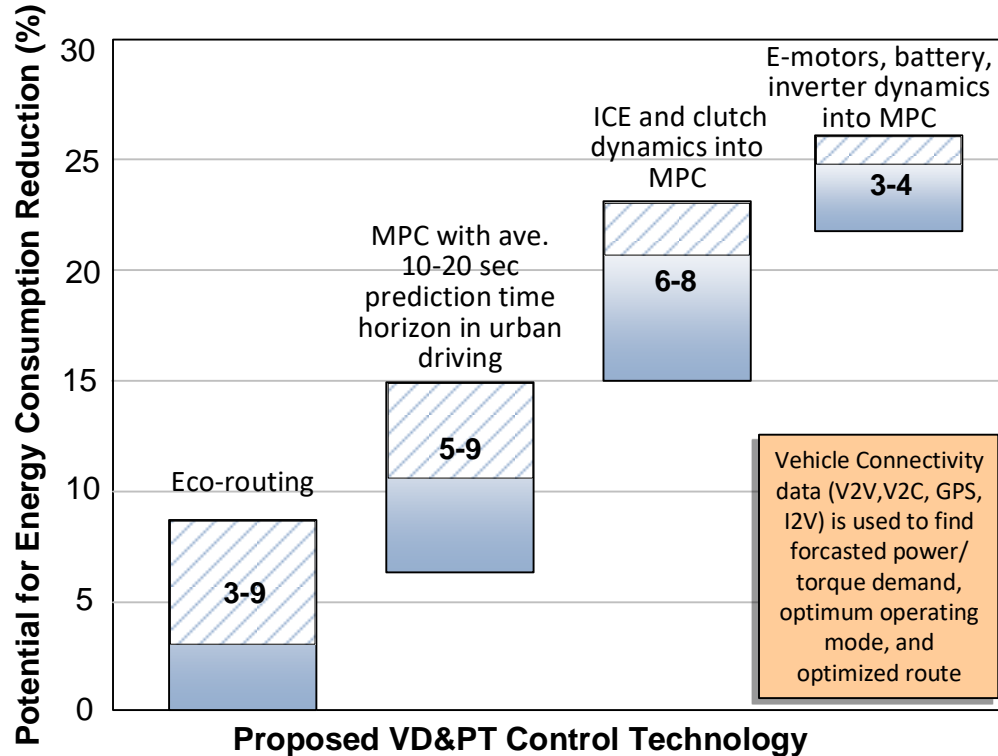 Potential for Energy Consumption Reduction (%)
30
25
20
15
10
5
0
Eco-routing
3-9
MPC with ave.
10-20 sec
prediction time
horizon in urban
driving
5-9
ICE and clutch
dynamics into
MPC
6-8
E-motors, battery,
inverter dynamics
into MPC
3-4
Vehicle Connectivity
data (V2V,V2C, GPS,
I2V) is used to find
forcasted power/
torque demand,
optimum operating
mode, and
optimized route
Proposed VD&PT Control Technology